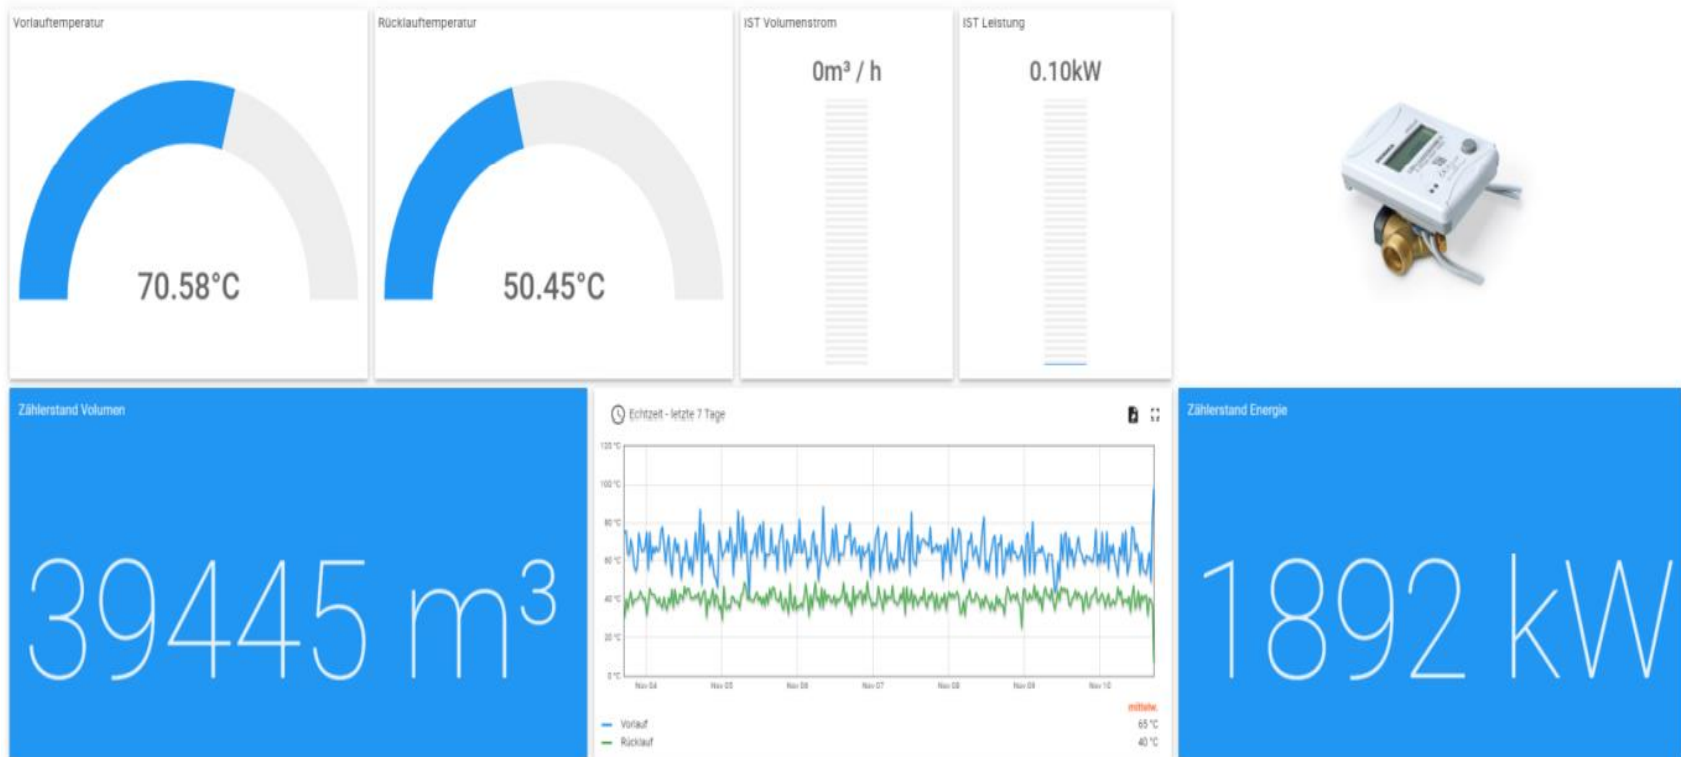 Vorlauftemperatur
70.58°C
Rücklauftemperatur
50.45°C
IST Volumenstrom
0m³ / h
IST Leistung
0.10kW
Zählerstand Volumen
39445 m³
Echtzeit - letzte 7 Tage
120 °C
100 °C
80 °C
60 °C
40 °C
20 °C
0 °C
Nov 04 Nov 05 Nov 06 Nov 07 Nov 08 Nov 09 Nov 10
mittelw.
Vorlauf 65 °C
Rücklauf 40 °C
Zählerstand Energie
1892 kW